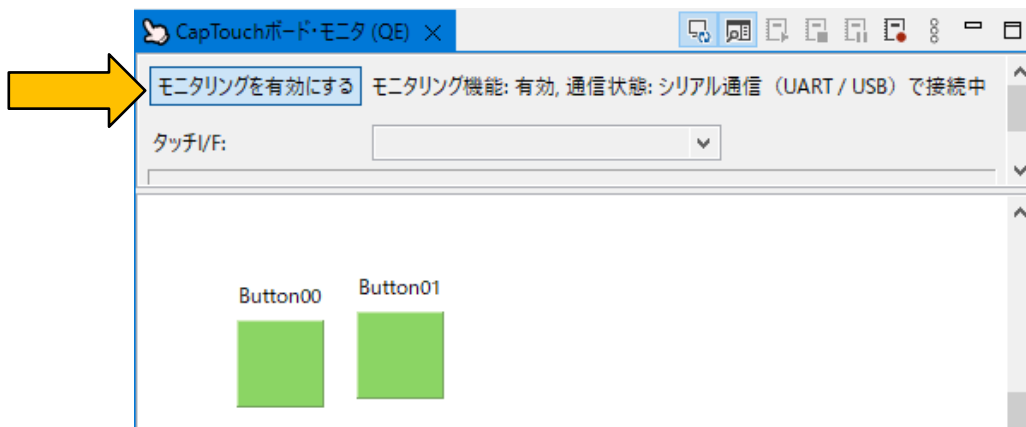 CapTouchボード・モニタ (QE)
モニタリングを有効にする モニタリング機能: 有効, 通信状態: シリアル通信（UART / USB）で接続中
タッチI/F:
Button00 Button01